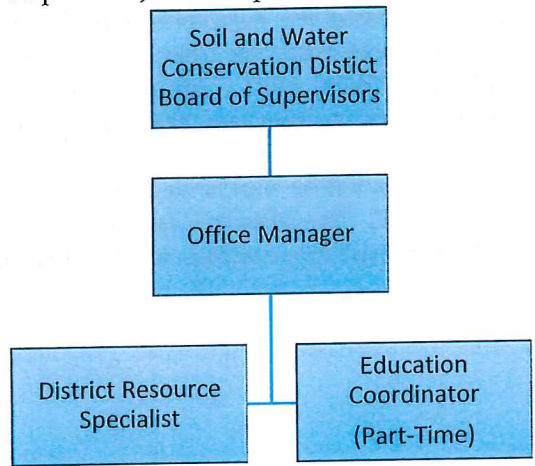 Soil and Water
Conservation Distict
Board of Supervisors
Office Manager
District Resource
Specialist
Education
Coordinator
(Part-Time)